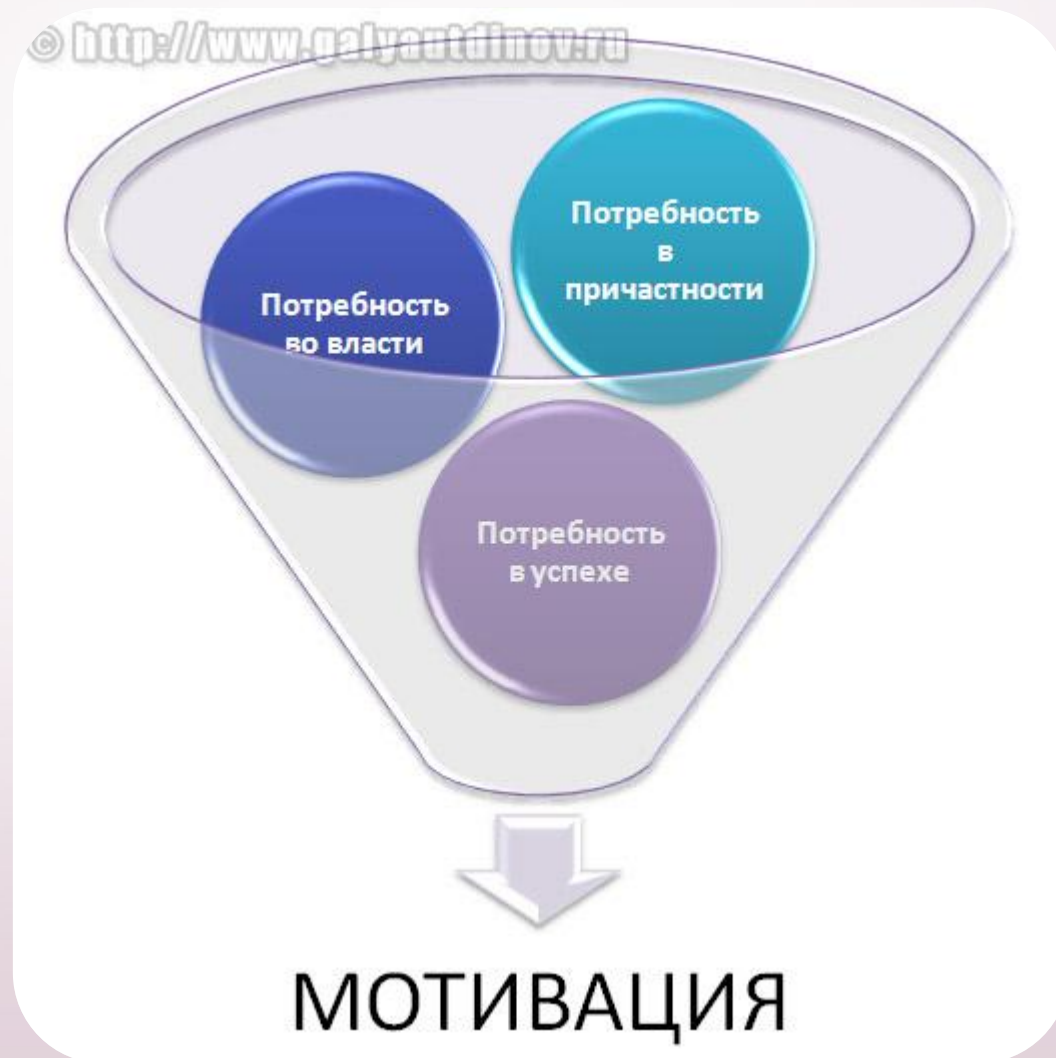 © http://www.galyautdinov.ru
Потребность
в
причастности
Потребность
во власти
Потребность
в успехе
МОТИВАЦИЯ